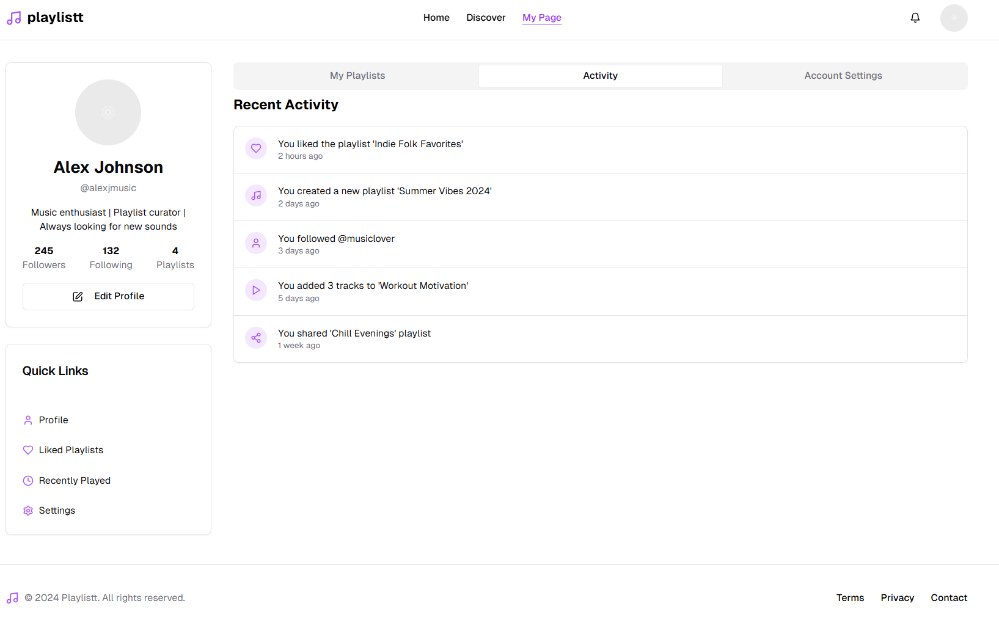 playlistt
Home Discover My Page
Alex Johnson
@alexjmusic
Music enthusiast | Playlist curator |
Always looking for new sounds
245 132 4
Followers Following Playlists
Edit Profile
Quick Links
Profile
Liked Playlists
Recently Played
Settings
My Playlists Activity Account Settings
Recent Activity
You liked the playlist 'Indie Folk Favorites'
2 hours ago
You created a new playlist 'Summer Vibes 2024'
2 days ago
You followed @musiclover
3 days ago
You added 3 tracks to 'Workout Motivation'
5 days ago
You shared 'Chill Evenings' playlist
1 week ago
© 2024 Playlistt. All rights reserved.
Terms Privacy Contact